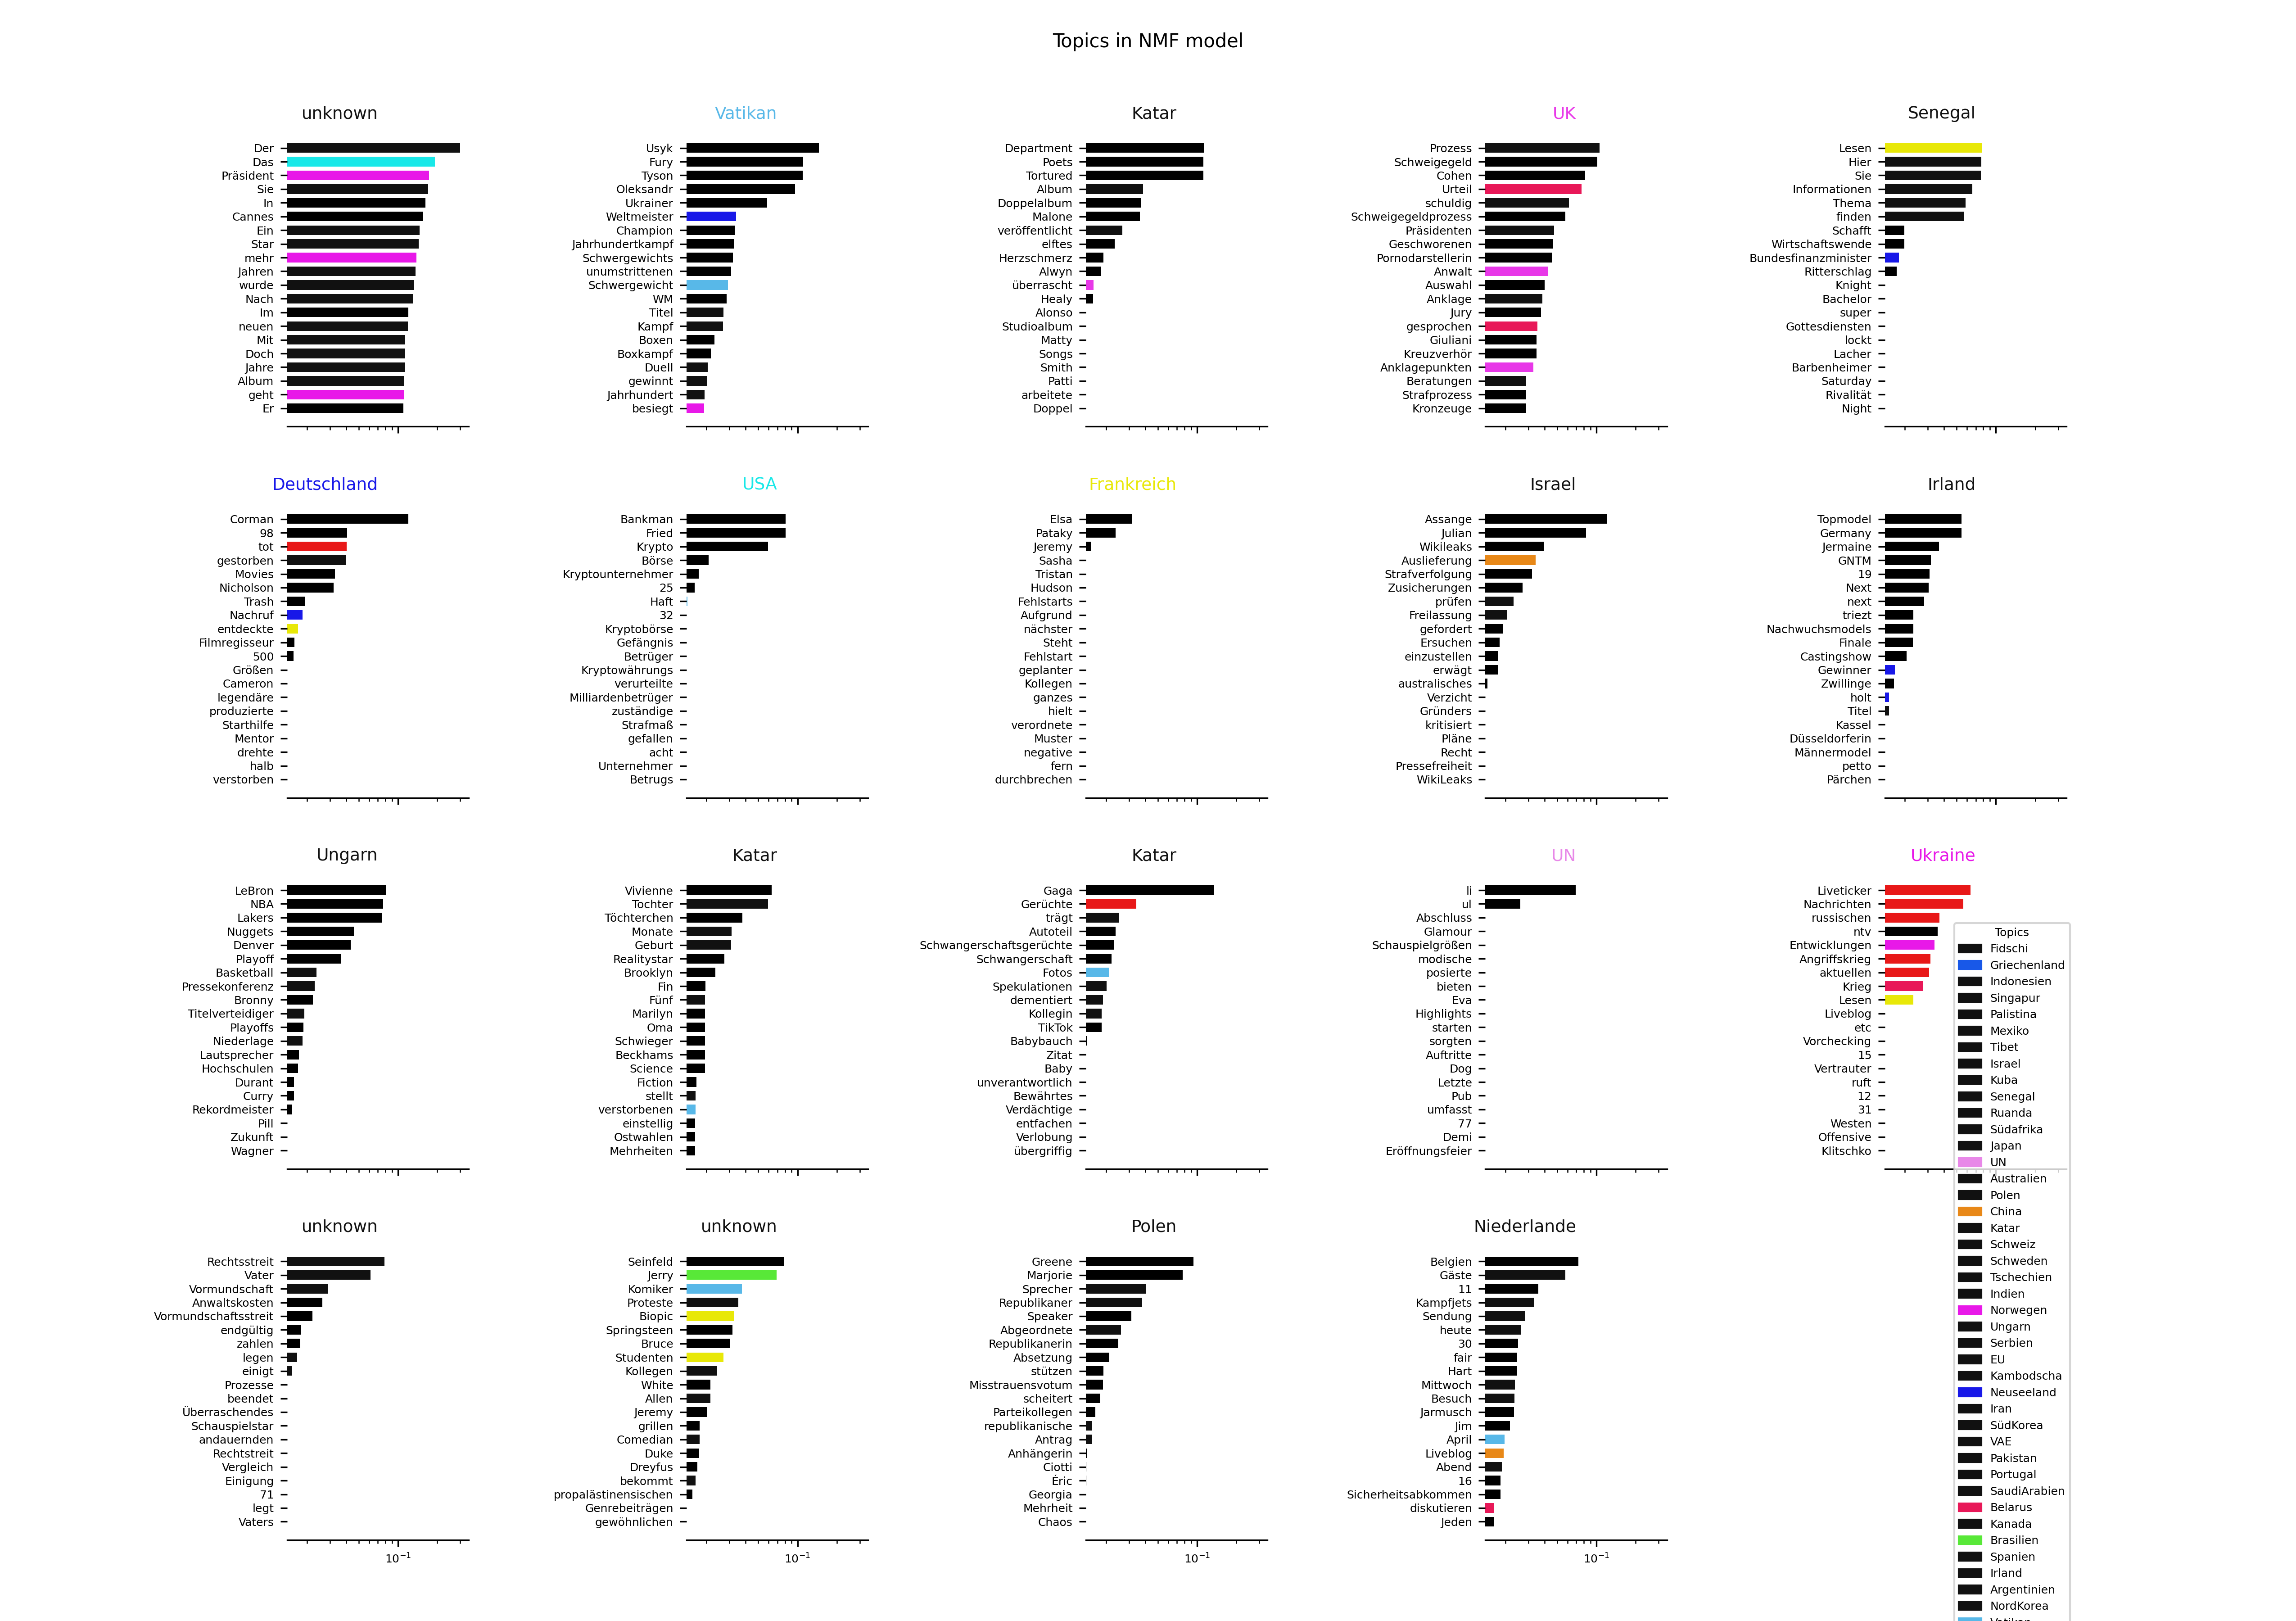 Topics in NMF model
unknown
Der
Das
Präsident
Sie
In
Cannes
Ein
Star
mehr
Jahren
wurde
Nach
Im
neuen
Mit
Doch
Jahre
Album
geht
Er
Vatikan
Usyk
Fury
Tyson
Oleksandr
Ukrainer
Weltmeister
Champion
Jahrhundertkampf
Schwergewichts
unumstrittenen
Schwergewicht
WM
Titel
Kampf
Boxen
Boxkampf
Duell
gewinnt
Jahrhundert
besiegt
Katar
Department
Poets
Tortured
Album
Doppelalbum
Malone
veröffentlicht
elftes
Herzschmerz
Alwyn
überrascht
Healy
Alonso
Studioalbum
Matty
Songs
Smith
Patti
arbeitete
Doppel
UK
Prozess
Schweigegeld
Cohen
Urteil
schuldig
Schweigegeldprozess
Präsidenten
Geschworenen
Pornodarstellerin
Anwalt
Auswahl
Anklage
Jury
gesprochen
Giuliani
Kreuzverhör
Anklagepunkten
Beratungen
Strafprozess
Kronzeuge
Senegal
Lesen
Hier
Sie
Informationen
Thema
finden
Schafft
Wirtschaftswende
Bundesfinanzminister
Ritterschlag
Knight
Bachelor
super
Gottesdiensten
lockt
Lacher
Barbenheimer
Saturday
Rivalität
Night
Deutschland
Corman
98
tot
gestorben
Movies
Nicholson
Trash
Nachruf
entdeckte
Filmregisseur
500
Größen
Cameron
legendäre
produzierte
Starthilfe
Mentor
drehte
halb
verstorben
USA
Bankman
Fried
Krypto
Börse
Kryptounternehmer
25
Haft
32
Kryptobörse
Gefängnis
Betrüger
Kryptowährungs
verurteilte
Milliardenbetrüger
zuständige
Strafmaß
gefallen
acht
Unternehmer
Betrugs
Frankreich
Elsa
Pataky
Jeremy
Sasha
Tristan
Hudson
Fehlstarts
Aufgrund
nächster
Steht
Fehlstart
geplanter
Kollegen
ganzes
hielt
verordnete
Muster
negative
fern
durchbrechen
Israel
Assange
Julian
Wikileaks
Auslieferung
Strafverfolgung
Zusicherungen
prüfen
Freilassung
gefordert
Ersuchen
einzustellen
erwägt
australisches
Verzicht
Gründers
kritisiert
Pläne
Recht
Pressefreiheit
WikiLeaks
Irland
Topmodel
Germany
Jermaine
GNTM
19
Next
next
triezt
Nachwuchsmodels
Finale
Castingshow
Gewinner
Zwillinge
holt
Titel
Kassel
Düsseldorferin
Männermodel
petto
Pärchen
Ungarn
LeBron
NBA
Lakers
Nuggets
Denver
Playoff
Basketball
Pressekonferenz
Bronny
Titelverteidiger
Playoffs
Niederlage
Lautsprecher
Hochschulen
Durant
Curry
Rekordmeister
Pill
Zukunft
Wagner
Katar
Vivienne
Tochter
Töchterchen
Monate
Geburt
Realitystar
Brooklyn
Fin
Fünf
Marilyn
Oma
Schwieger
Beckhams
Science
Fiction
stellt
verstorbenen
einstellig
Ostwahlen
Mehrheiten
Katar
Gaga
Gerüchte
trägt
Autoteil
Schwangerschaftsgerüchte
Schwangerschaft
Fotos
Spekulationen
dementiert
Kollegin
TikTok
Babybauch
Zitat
Baby
unverantwortlich
Bewährtes
Verdächtige
entfachen
Verlobung
übergriffig
UN
li
ul
Abschluss
Glamour
Schauspielgrößen
modische
posierte
bieten
Eva
Highlights
starten
sorgten
Auftritte
Dog
Letzte
Pub
umfasst
77
Demi
Eröffnungsfeier
Ukraine
Liveticker
Nachrichten
russischen
ntv
Entwicklungen
Angriffskrieg
aktuellen
Krieg
Lesen
Liveblog
etc
Vorchecking
15
Vertrauter
ruft
12
31
Westen
Offensive
Klitschko
unknown
Rechtsstreit
Vater
Vormundschaft
Anwaltskosten
Vormundschaftsstreit
endgültig
zahlen
legen
einigt
Prozesse
beendet
Überraschendes
Schauspielstar
andauernden
Rechtstreit
Vergleich
Einigung
71
legt
Vaters
10⁻¹
unknown
Seinfeld
Jerry
Komiker
Proteste
Biopic
Springsteen
Bruce
Studenten
Kollegen
White
Allen
Jeremy
grillen
Comedian
Duke
Dreyfus
bekommt
propalästinensischen
Genrebeiträgen
gewöhnlichen
10⁻¹
Polen
Greene
Marjorie
Sprecher
Republikaner
Speaker
Abgeordnete
Republikanerin
Absetzung
stützen
Misstrauensvotum
scheitert
Parteikollegen
republikanische
Antrag
Anhängerin
Ciotti
Éric
Georgia
Mehrheit
Chaos
10⁻¹
Niederlande
Belgien
Gäste
11
Kampfjets
Sendung
heute
30
fair
Hart
Mittwoch
Besuch
Jarmusch
Jim
April
Liveblog
Abend
16
Sicherheitsabkommen
diskutieren
Jeden
10⁻¹
Topics
Fidschi
Griechenland
Indonesien
Singapur
Palistina
Mexiko
Tibet
Israel
Kuba
Senegal
Ruanda
Südafrika
Japan
UN
Australien
Polen
China
Katar
Schweiz
Schweden
Tschechien
Indien
Norwegen
Ungarn
Serbien
EU
Kambodscha
Neuseeland
Iran
SüdKorea
VAE
Pakistan
Portugal
SaudiArabien
Belarus
Kanada
Brasilien
Spanien
Irland
Argentinien
NordKorea